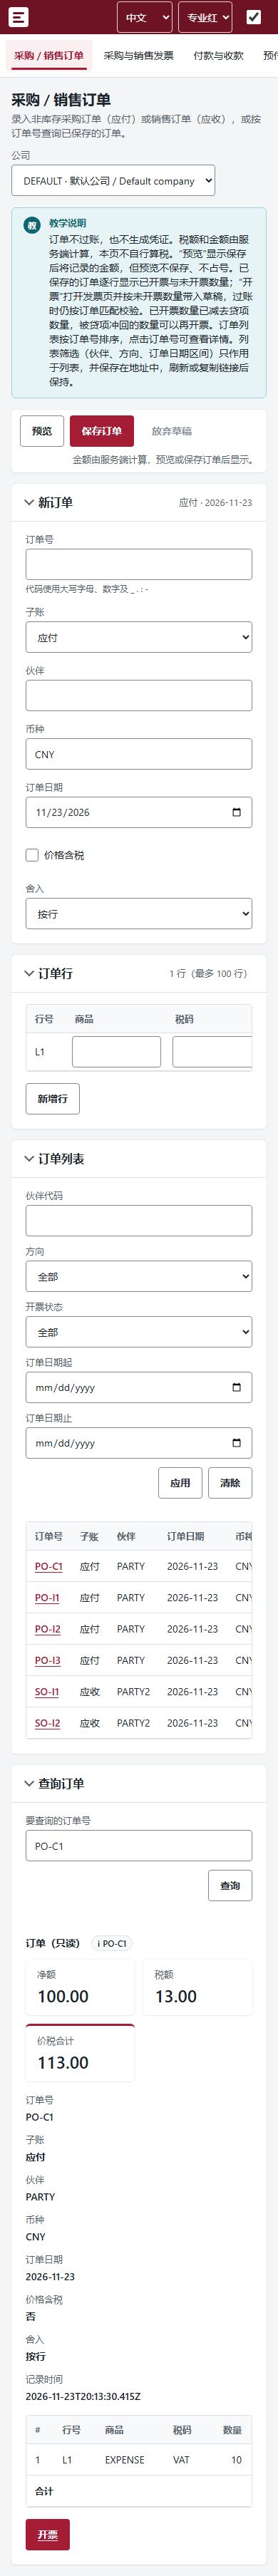 中文
专业红
采购 / 销售订单
采购与销售发票
付款与收款
预付
采购 / 销售订单
录入非库存采购订单（应付）或销售订单（应收），或按
订单号查询已保存的订单。
公司
DEFAULT · 默认公司 / Default company
教
教学说明
订单不过账，也不生成凭证。税额和金额由服
务端计算，本页不自行算税。“预览”显示保存
后将记录的金额，但预览不保存、不占号。已
保存的订单逐行显示已开票与未开票数量；“开
票”打开发票页并按未开票数量带入草稿，过账
时仍按订单匹配校验。已开票数量已减去贷项
数量，被贷项冲回的数量可以再开票。订单列
表按订单号排序，点击订单号可查看详情。列
表筛选（伙伴、方向、订单日期区间）只作用
于列表，并保存在地址中，刷新或复制链接后
保持。
预览
保存订单
放弃草稿
金额由服务端计算，预览或保存订单后显示。
新订单
应付 · 2026-11-23
订单号
代码使用大写字母、数字及 _ . : -
子账
应付
伙伴
币种
CNY
订单日期
11/23/2026
价格含税
舍入
按行
订单行
1 行（最多 100 行）
行号 商品 税码
L1
新增行
订单列表
伙伴代码
方向
全部
开票状态
全部
订单日期起
mm/dd/yyyy
订单日期止
mm/dd/yyyy
应用
清除
订单号 子账 伙伴 订单日期 币种
PO-C1 应付 PARTY 2026-11-23 CNY
PO-I1 应付 PARTY 2026-11-23 CNY
PO-I2 应付 PARTY 2026-11-23 CNY
PO-I3 应付 PARTY 2026-11-23 CNY
SO-I1 应收 PARTY2 2026-11-23 CNY
SO-I2 应收 PARTY2 2026-11-23 CNY
查询订单
要查询的订单号
PO-C1
查询
订单（只读） i PO-C1
净额
100.00
税额
13.00
价税合计
113.00
订单号
PO-C1
子账
应付
伙伴
PARTY
币种
CNY
订单日期
2026-11-23
价格含税
否
舍入
按行
记录时间
2026-11-23T20:13:30.415Z
# 行号 商品 税码 数量
1 L1 EXPENSE VAT 10
合计
开票